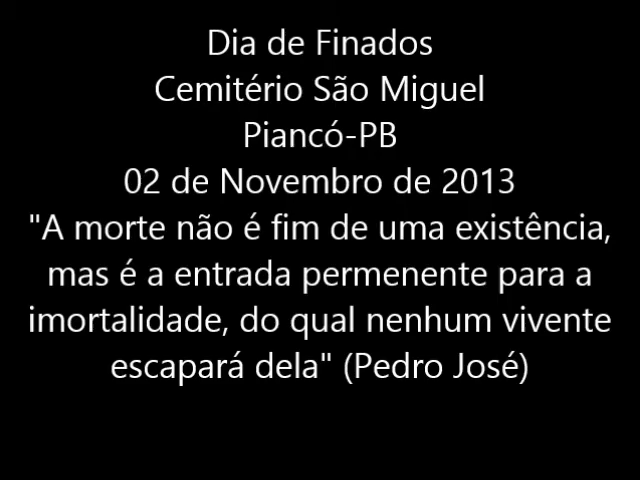 Dia de Finados
Cemitério São Miguel
Piancó-PB
02 de Novembro de 2013
"A morte não é fim de uma existência,
mas é a entrada permenente para a
imortalidade, do qual nenhum vivente
escapará dela" (Pedro José)